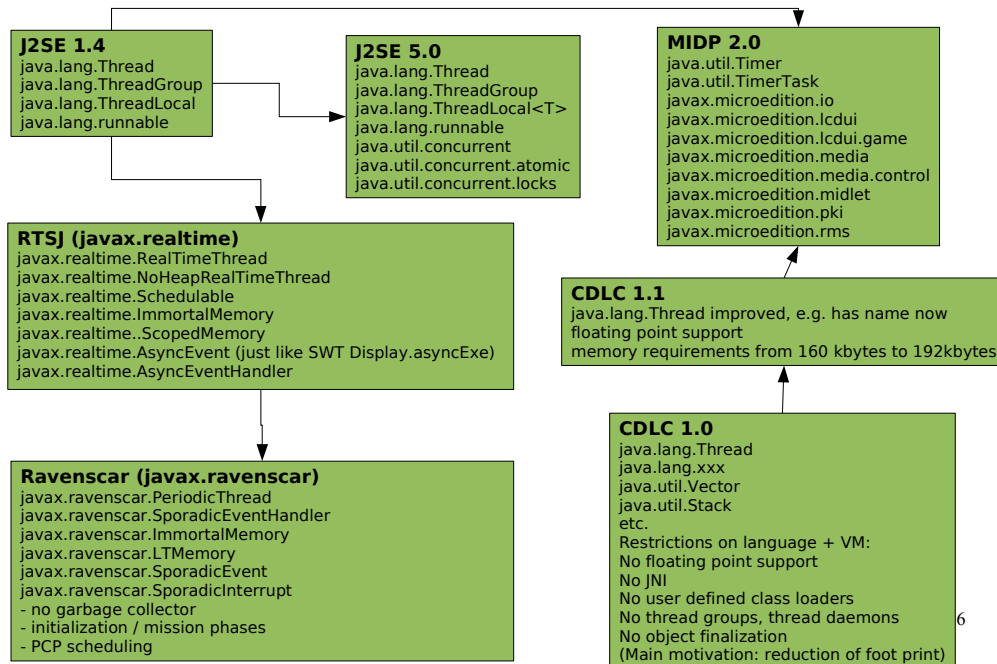 J2SE 1.4
java.lang.Thread
java.lang.ThreadGroup
java.lang.ThreadLocal
java.lang.runnable
J2SE 5.0
java.lang.Thread
java.lang.ThreadGroup
java.lang.ThreadLocal<T>
java.lang.runnable
java.util.concurrent
java.util.concurrent.atomic
java.util.concurrent.locks
MIDP 2.0
java.util.Timer
java.util.TimerTask
javax.microedition.io
javax.microedition.lcdui
javax.microedition.lcdui.game
javax.microedition.media
javax.microedition.media.control
javax.microedition.midlet
javax.microedition.pki
javax.microedition.rms
RTSJ (javax.realtime)
javax.realtime.RealTimeThread
javax.realtime.NoHeapRealTimeThread
javax.realtime.Schedulable
javax.realtime.ImmortalMemory
javax.realtime..ScopedMemory
javax.realtime.AsyncEvent (just like SWT Display.asyncExe)
javax.realtime.AsyncEventHandler
CDLC 1.1
java.lang.Thread improved, e.g. has name now
floating point support
memory requirements from 160 kbytes to 192kbytes
Ravenscar (javax.ravenscar)
javax.ravenscar.PeriodicThread
javax.ravenscar.SporadicEventHandler
javax.ravenscar.ImmortalMemory
javax.ravenscar.LTMemory
javax.ravenscar.SporadicEvent
javax.ravenscar.SporadicInterrupt
- no garbage collector
- initialization / mission phases
- PCP scheduling
CDLC 1.0
java.lang.Thread
java.lang.xxx
java.util.Vector
java.util.Stack
etc.
Restrictions on language + VM:
No floating point support
No JNI
No user defined class loaders
No thread groups, thread daemons
No object finalization
(Main motivation: reduction of foot print)
6